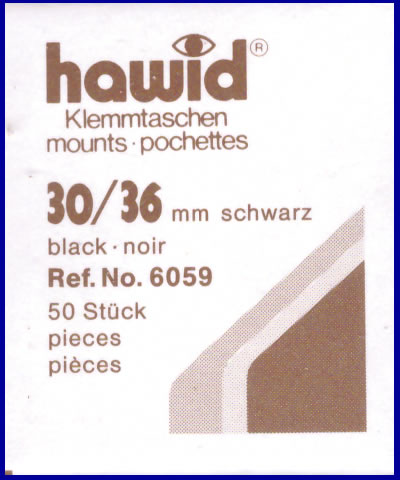 hawid®
Klemmtaschen
mounts · pochettes
30/36 mm schwarz
black · noir
Ref. No. 6059
50 Stück
pieces
pièces